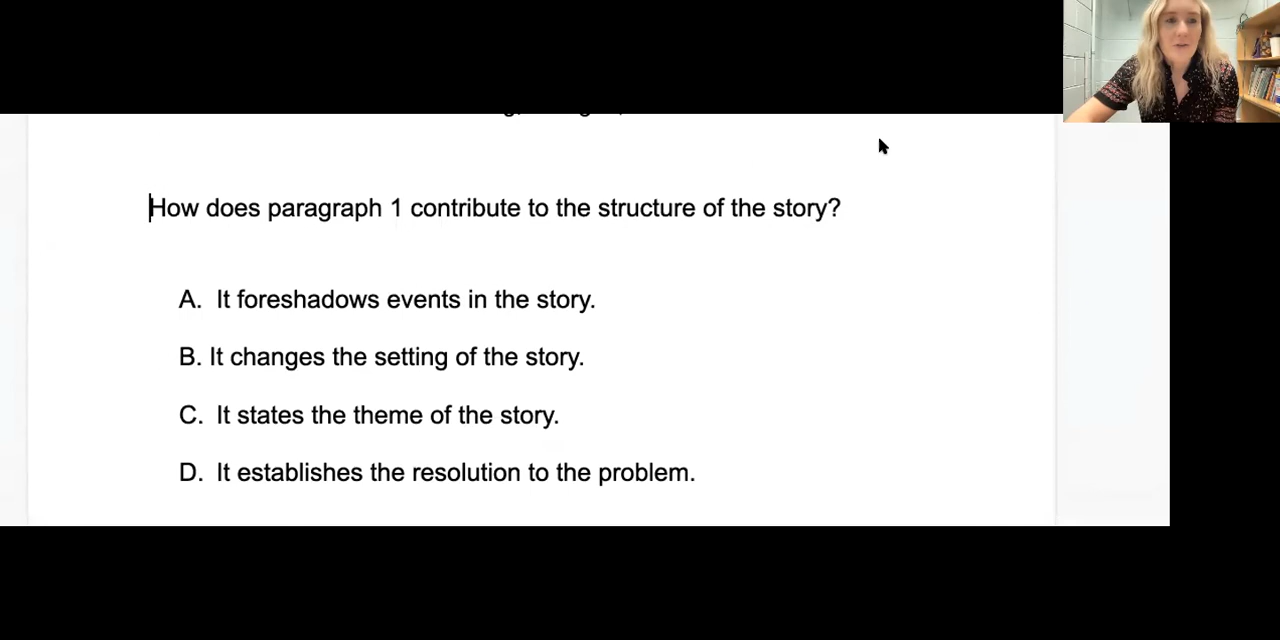 How does paragraph 1 contribute to the structure of the story?
A. It foreshadows events in the story.
B. It changes the setting of the story.
C. It states the theme of the story.
D. It establishes the resolution to the problem.